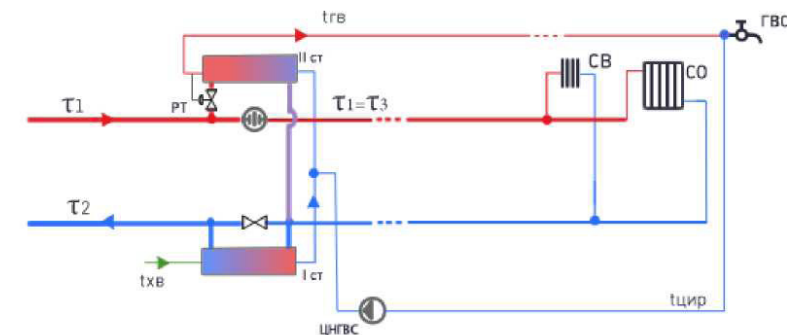 tгв
ГВС
II ст
СВ
СО
τ1
РТ
τ1=τ3
τ2
I ст
tхв
tцир
ЦНГВС